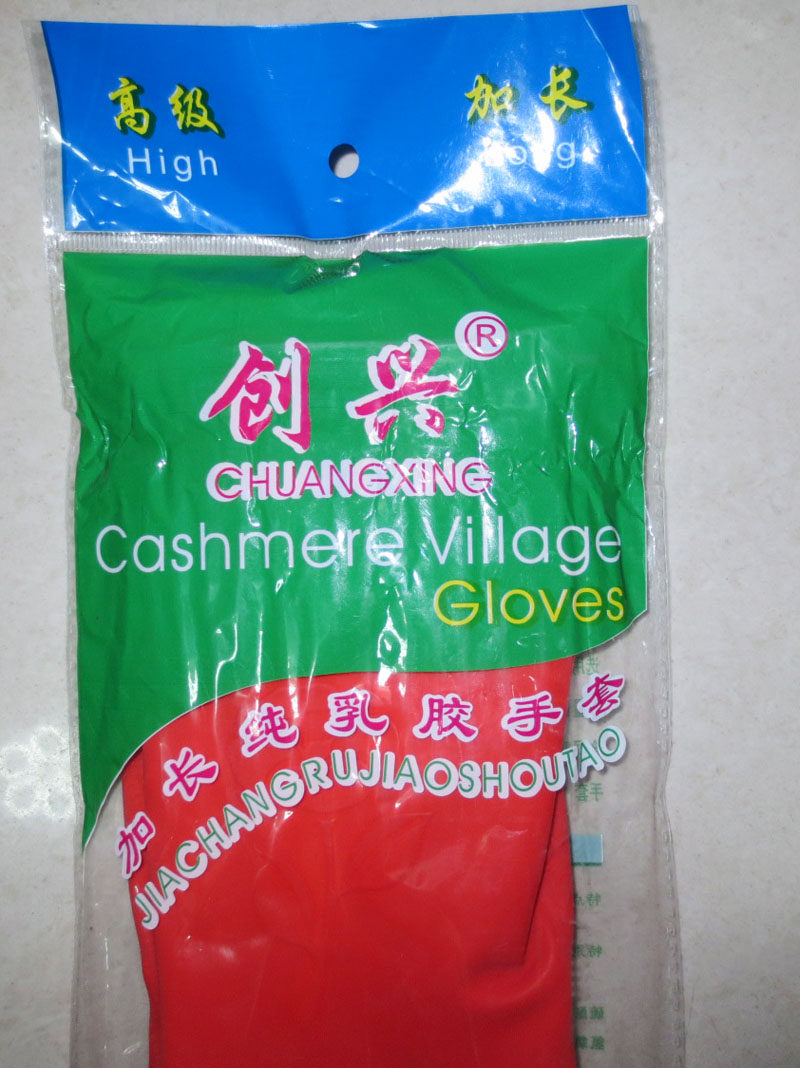 高级 加长
High Long
创兴®
CHUANGXING
Cashmere Village
Gloves
加长纯乳胶手套
JIACHANGRUJIAOSHOUTAO